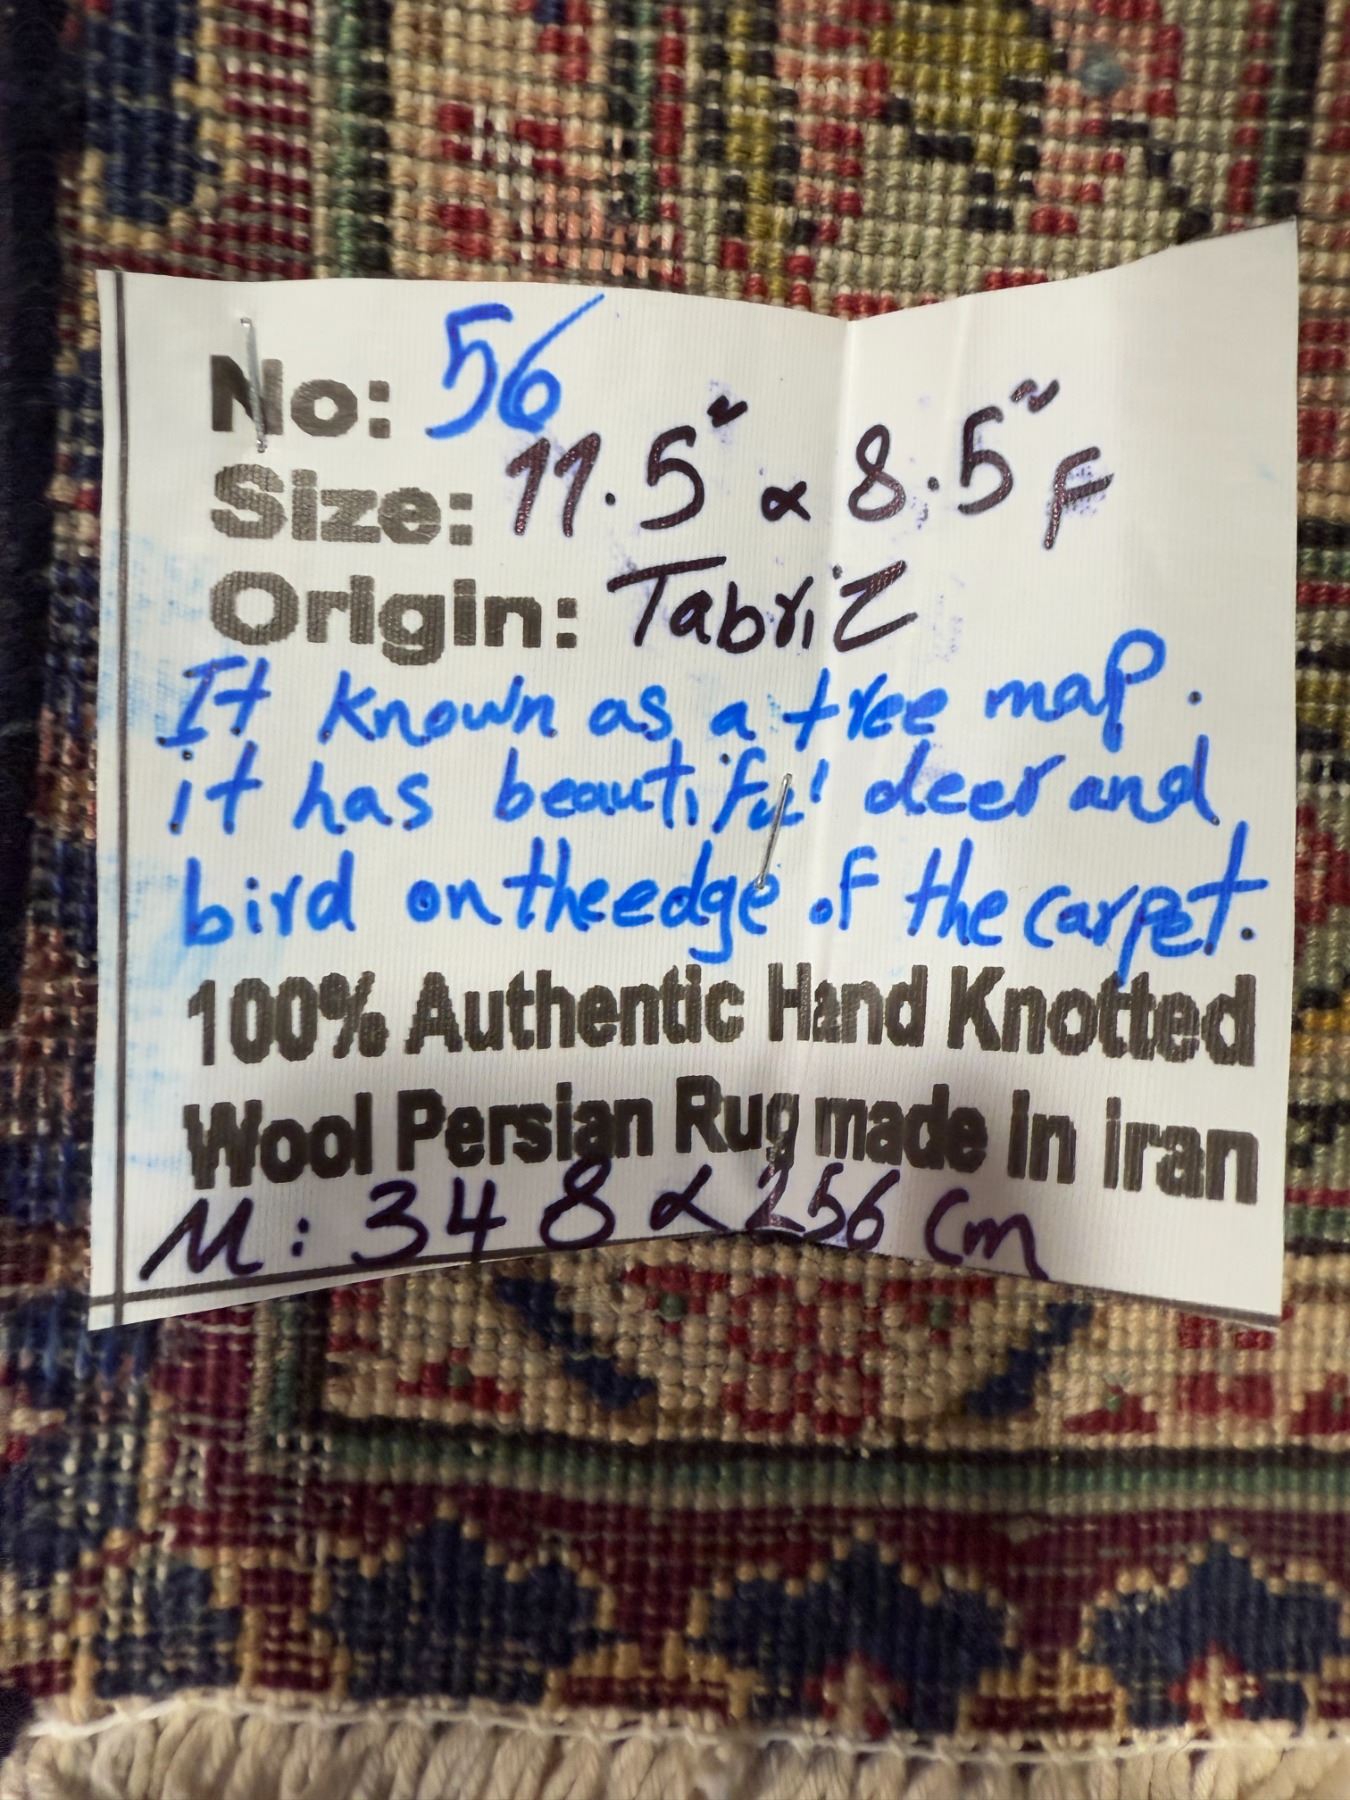 No: 56
Size: 11.5" x 8.5" F
Origin: Tabriz
It known as a tree map.
it has beautiful deer and
bird on the edge of the carpet.
100% Authentic Hand Knotted
Wool Persian Rug made in iran
M: 348 x 256 cm